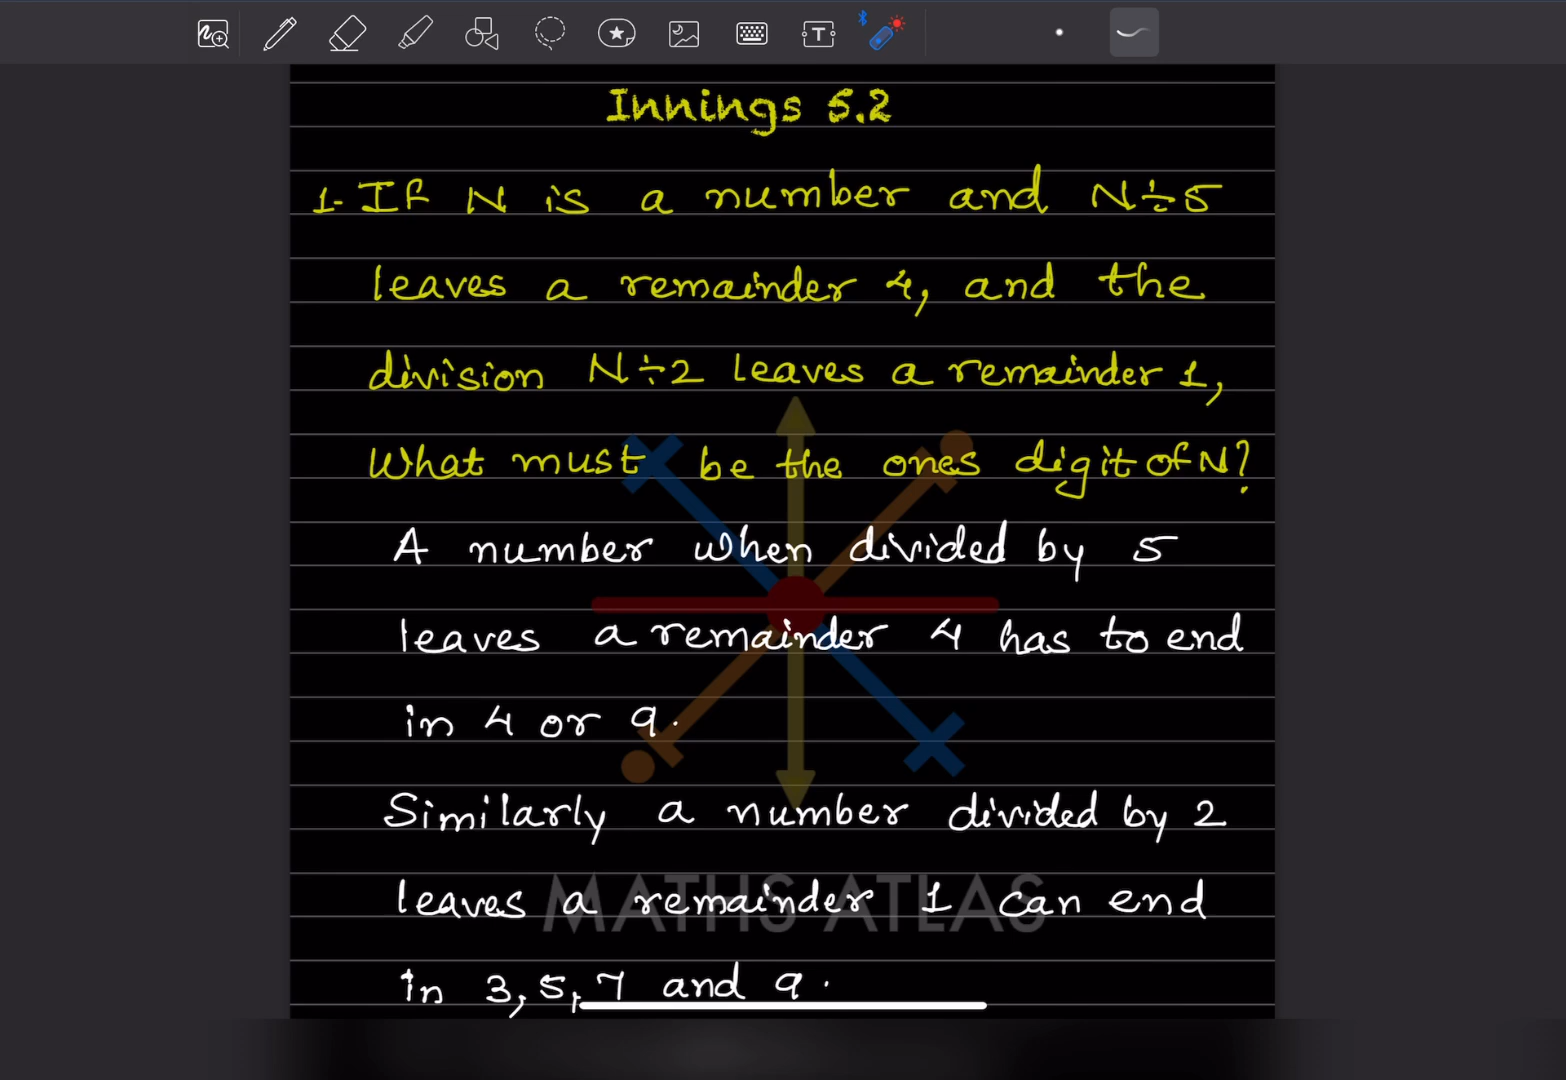 Innings 5.2
1. If N is a number and N÷5
leaves a remainder 4, and the
division N÷2 leaves a remainder 1,
What must be the ones digit of N?
A number when divided by 5
leaves a remainder 4 has to end
in 4 or 9.
Similarly a number divided by 2
leaves a remainder 1 can end
MATHS ATLAS
in 3, 5, 7 and 9.